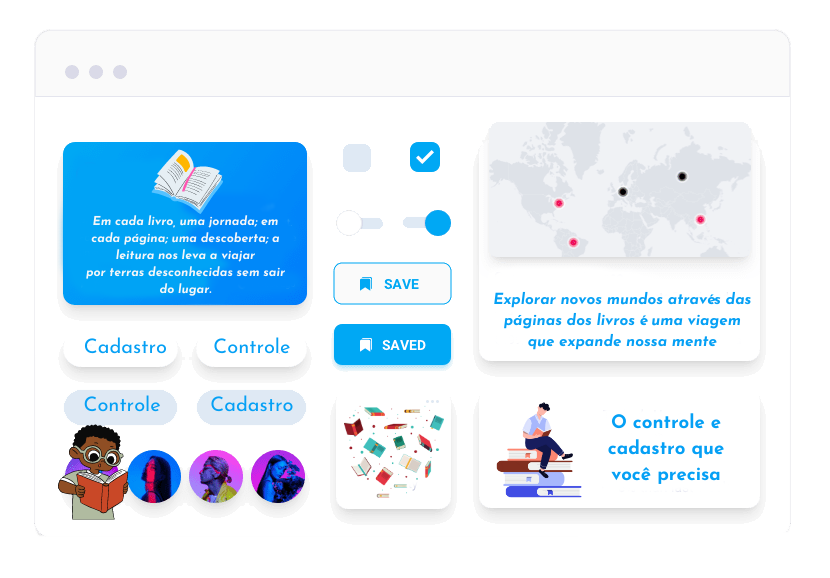 Em cada livro, uma jornada; em
cada página; uma descoberta; a
leitura nos leva a viajar
por terras desconhecidas sem sair
do lugar.
Cadastro
Controle
Controle
Cadastro
SAVE
SAVED
Explorar novos mundos através das
páginas dos livros é uma viagem
que expande nossa mente
O controle e
cadastro que
você precisa